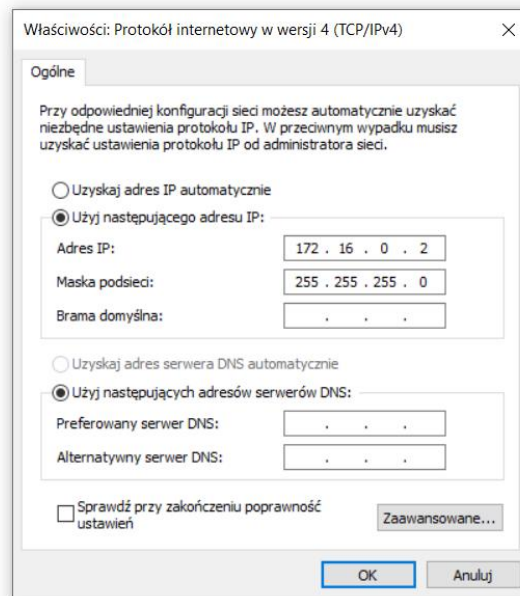 Właściwości: Protokół internetowy w wersji 4 (TCP/IPv4)
Ogólne
Przy odpowiedniej konfiguracji sieci możesz automatycznie uzyskać
niezbędne ustawienia protokołu IP. W przeciwnym wypadku musisz
uzyskać ustawienia protokołu IP od administratora sieci.
Uzyskaj adres IP automatycznie
Użyj następującego adresu IP:
Adres IP: 172 . 16 . 0 . 2
Maska podsieci: 255 . 255 . 255 . 0
Brama domyślna: . . .
Uzyskaj adres serwera DNS automatycznie
Użyj następujących adresów serwerów DNS:
Preferowany serwer DNS: . . .
Alternatywny serwer DNS: . . .
Sprawdź przy zakończeniu poprawność
ustawień
Zaawansowane...
OK Anuluj